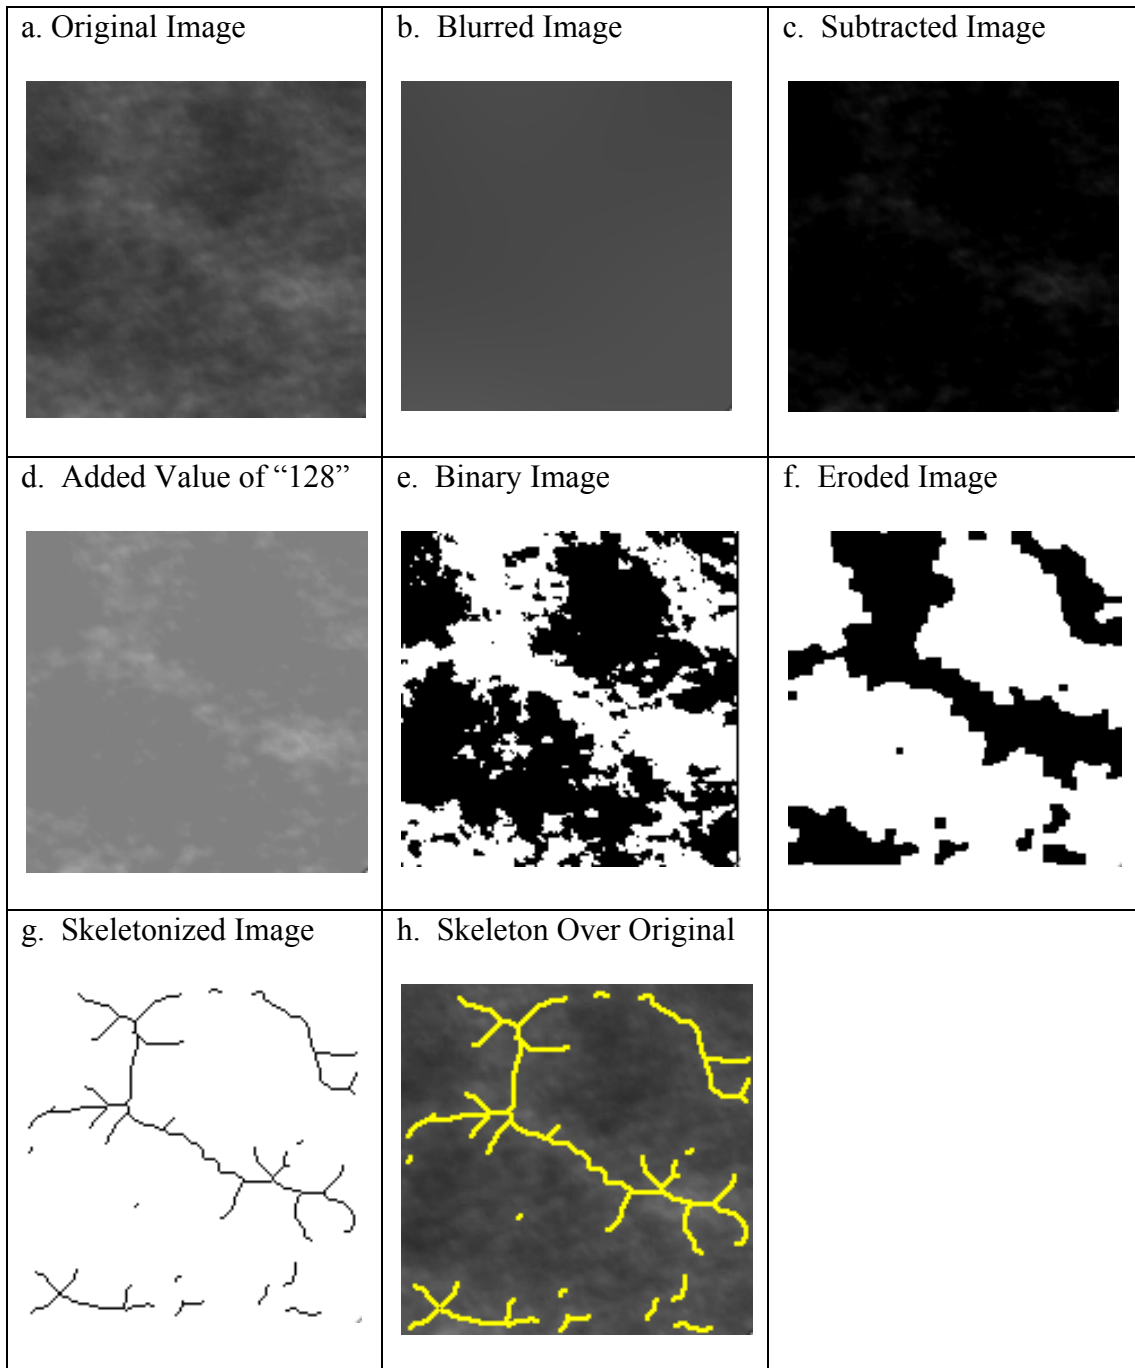 a. Original Image
b. Blurred Image
c. Subtracted Image
d. Added Value of “128”
e. Binary Image
f. Eroded Image
g. Skeletonized Image
h. Skeleton Over Original